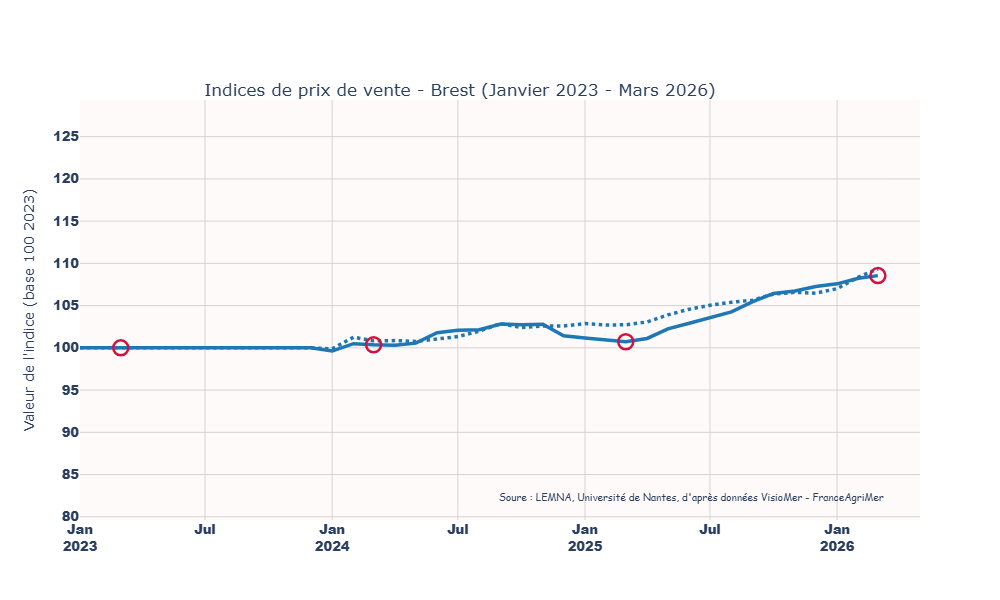 Indices de prix de vente - Brest (Janvier 2023 - Mars 2026)
Valeur de l'indice (base 100 2023)
125
120
115
110
105
100
95
90
85
80
Soure : LEMNA, Université de Nantes, d'après données VisioMer - FranceAgriMer
Jan Jul Jan Jul Jan Jul Jan
2023 2024 2025 2026